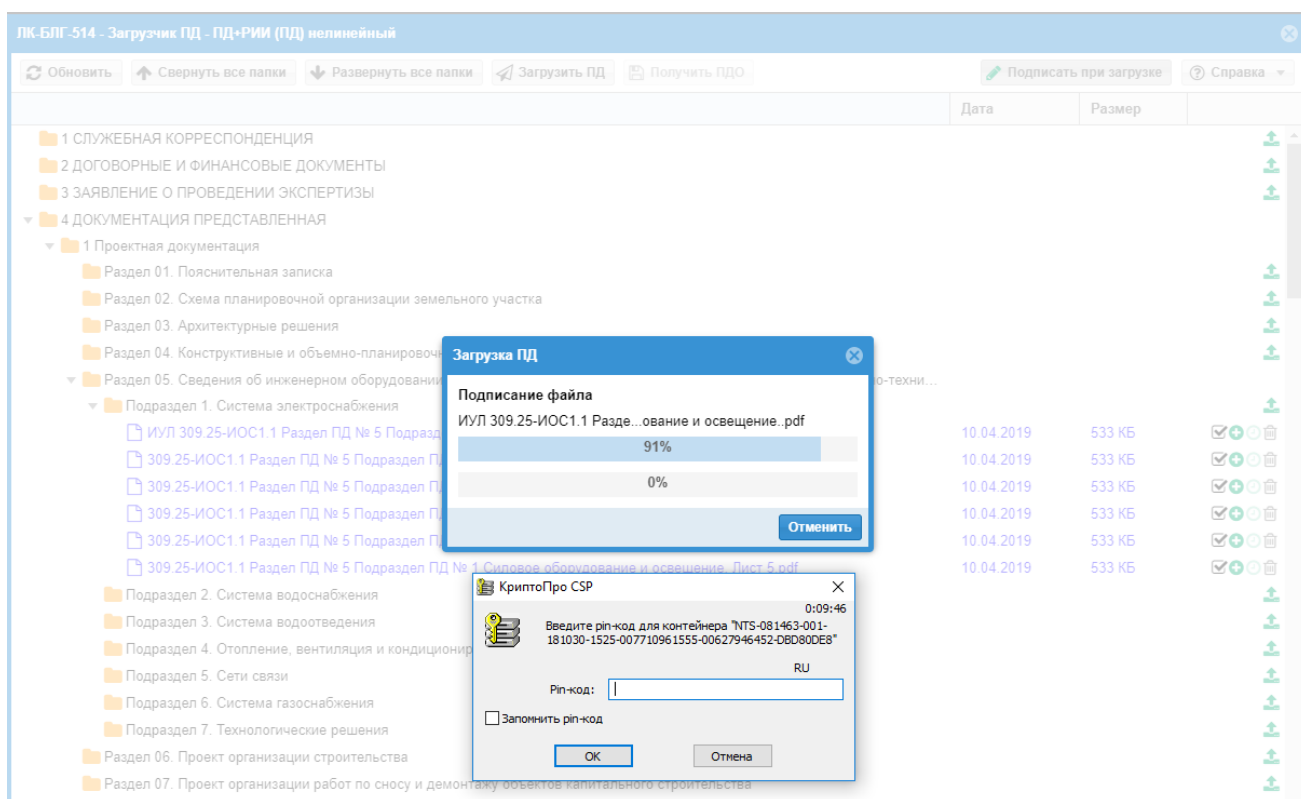 ЛК-БЛГ-514 - Загрузчик ПД - ПД+РИИ (ПД) нелинейный
Обновить Свернуть все папки Развернуть все папки Загрузить ПД Получить ПДО Подписать при загрузке Справка
Дата Размер
1 СЛУЖЕБНАЯ КОРРЕСПОНДЕНЦИЯ
2 ДОГОВОРНЫЕ И ФИНАНСОВЫЕ ДОКУМЕНТЫ
3 ЗАЯВЛЕНИЕ О ПРОВЕДЕНИИ ЭКСПЕРТИЗЫ
4 ДОКУМЕНТАЦИЯ ПРЕДСТАВЛЕННАЯ
1 Проектная документация
Раздел 01. Пояснительная записка
Раздел 02. Схема планировочной организации земельного участка
Раздел 03. Архитектурные решения
Раздел 04. Конструктивные и объемно-планировочн
Раздел 05. Сведения об инженерном оборудовании о-техни...
Подраздел 1. Система электроснабжения
ИУЛ 309.25-ИОС1.1 Раздел ПД № 5 Подразд 10.04.2019 533 КБ
309.25-ИОС1.1 Раздел ПД № 5 Подраздел П 10.04.2019 533 КБ
309.25-ИОС1.1 Раздел ПД № 5 Подраздел П 10.04.2019 533 КБ
309.25-ИОС1.1 Раздел ПД № 5 Подраздел П 10.04.2019 533 КБ
309.25-ИОС1.1 Раздел ПД № 5 Подраздел П 10.04.2019 533 КБ
309.25-ИОС1.1 Раздел ПД № 5 Подраздел ПД № 1 Силовое оборудование и освещение. Лист 5.pdf 10.04.2019 533 КБ
Подраздел 2. Система водоснабжения
Подраздел 3. Система водоотведения
Подраздел 4. Отопление, вентиляция и кондиционир
Подраздел 5. Сети связи
Подраздел 6. Система газоснабжения
Подраздел 7. Технологические решения
Раздел 06. Проект организации строительства
Раздел 07. Проект организации работ по сносу и демонтажу объектов капитального строительства
Загрузка ПД
Подписание файла
ИУЛ 309.25-ИОС1.1 Разде...ование и освещение..pdf
91%
0%
Отменить
КриптоПро CSP
0:09:46
Введите pin-код для контейнера "NTS-081463-001-
181030-1525-007710961555-00627946452-DBD80DE8"
RU
Pin-код:
Запомнить pin-код
OK Отмена